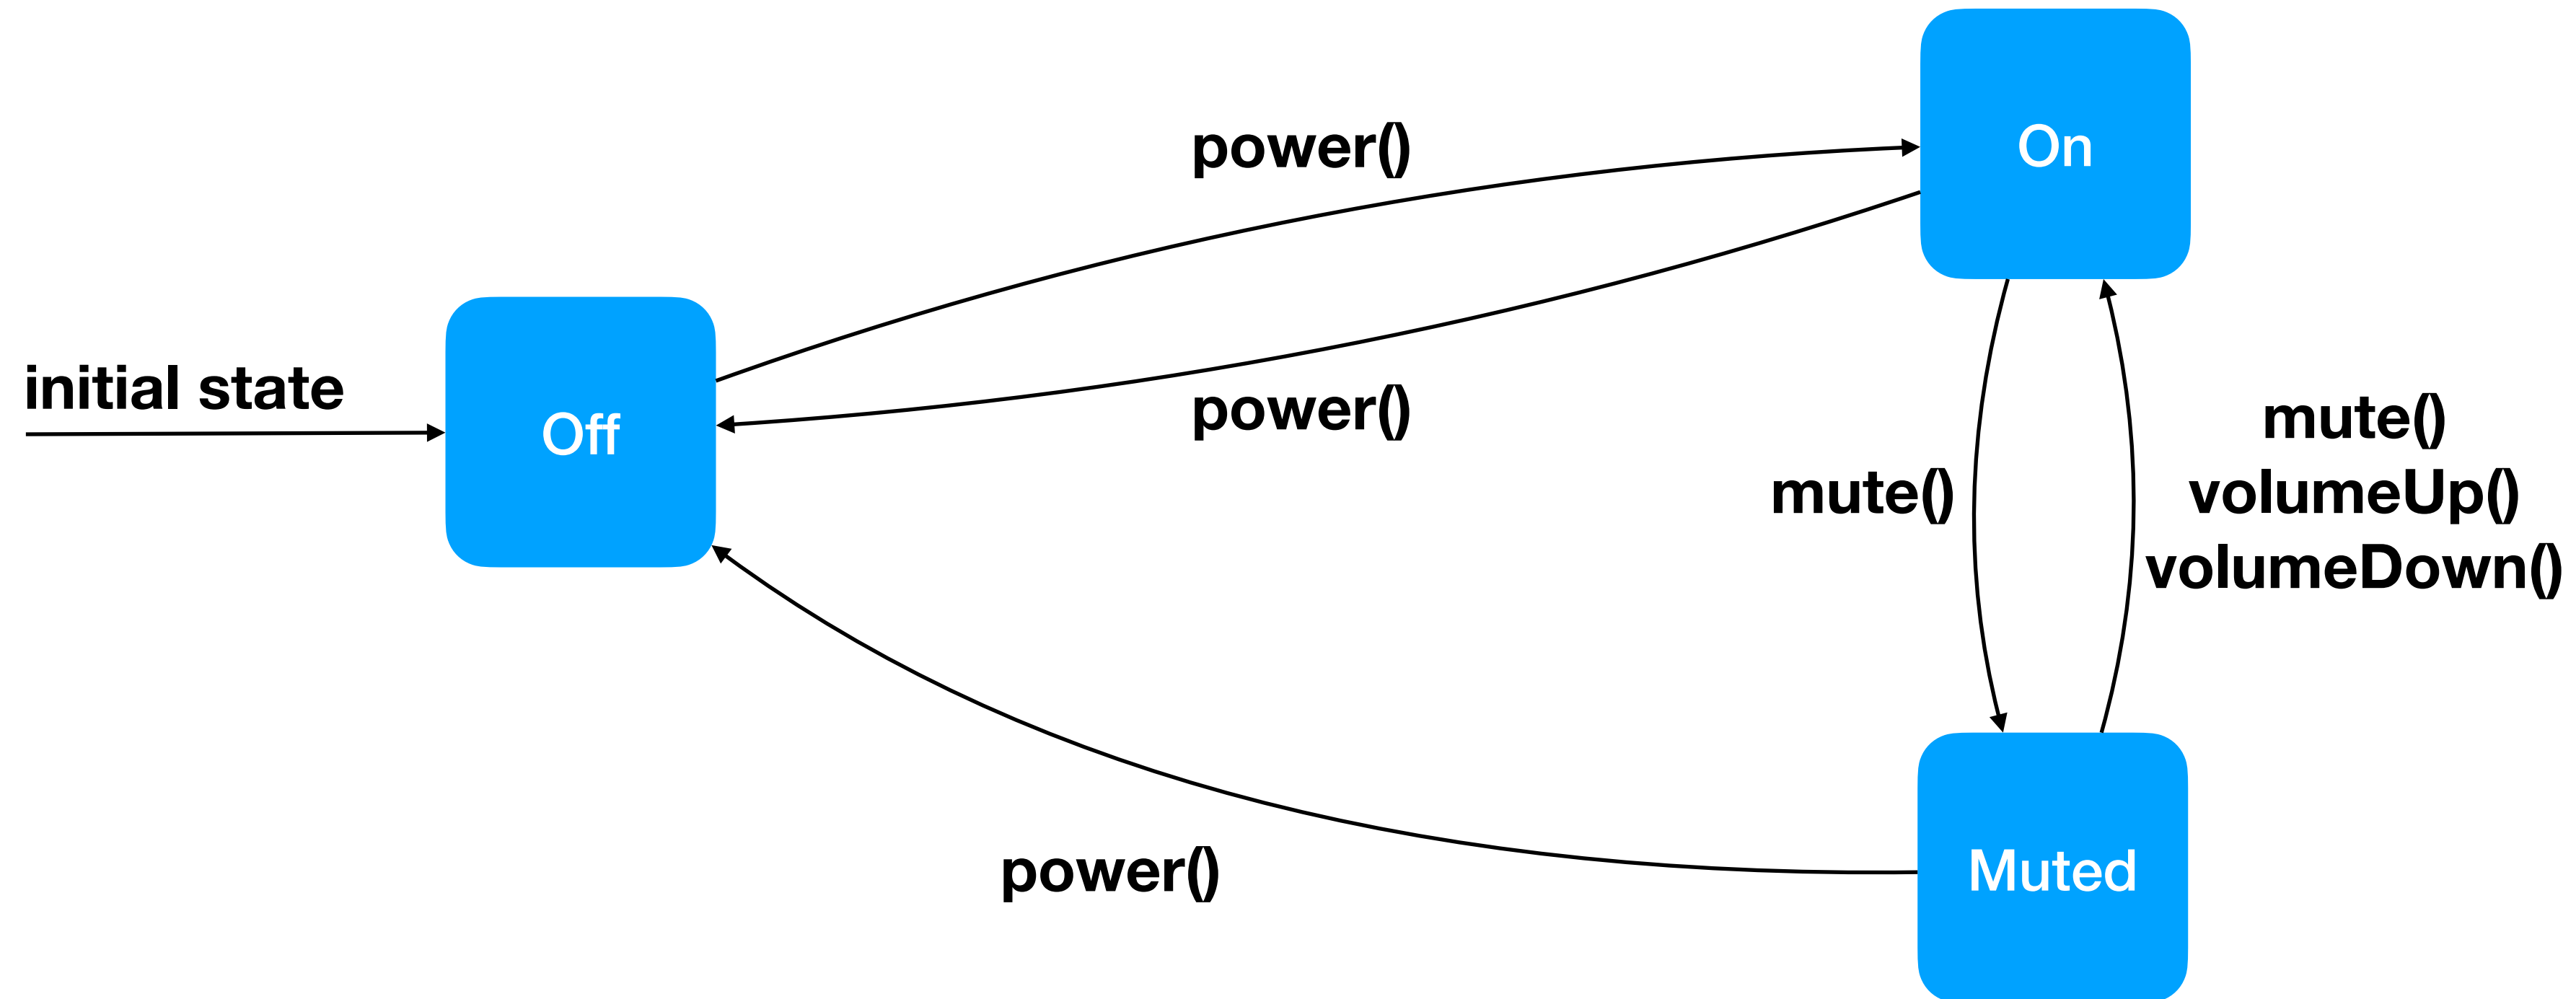 On
power()
initial state
Off
power()
mute()
mute()
volumeUp()
volumeDown()
power()
Muted